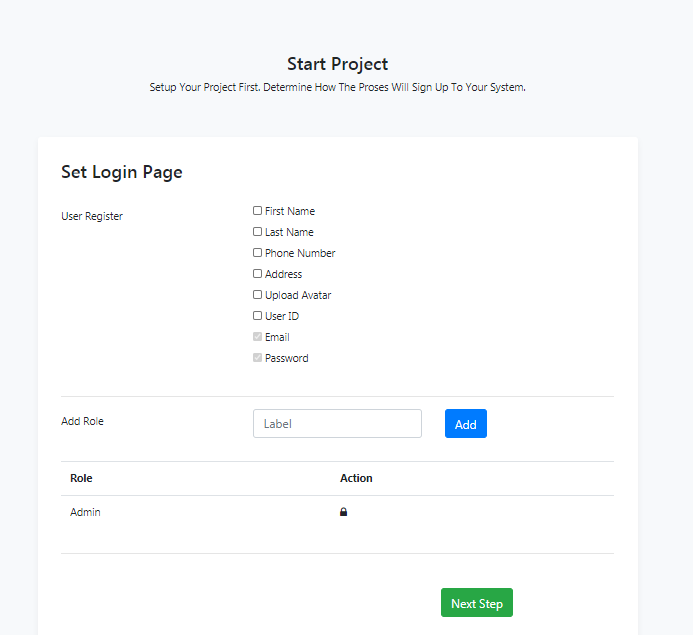 Start Project
Setup Your Project First. Determine How The Proses Will Sign Up To Your System.
Set Login Page
User Register
First Name
Last Name
Phone Number
Address
Upload Avatar
User ID
Email
Password
Add Role
Label
Add
Role Action
Admin
Next Step